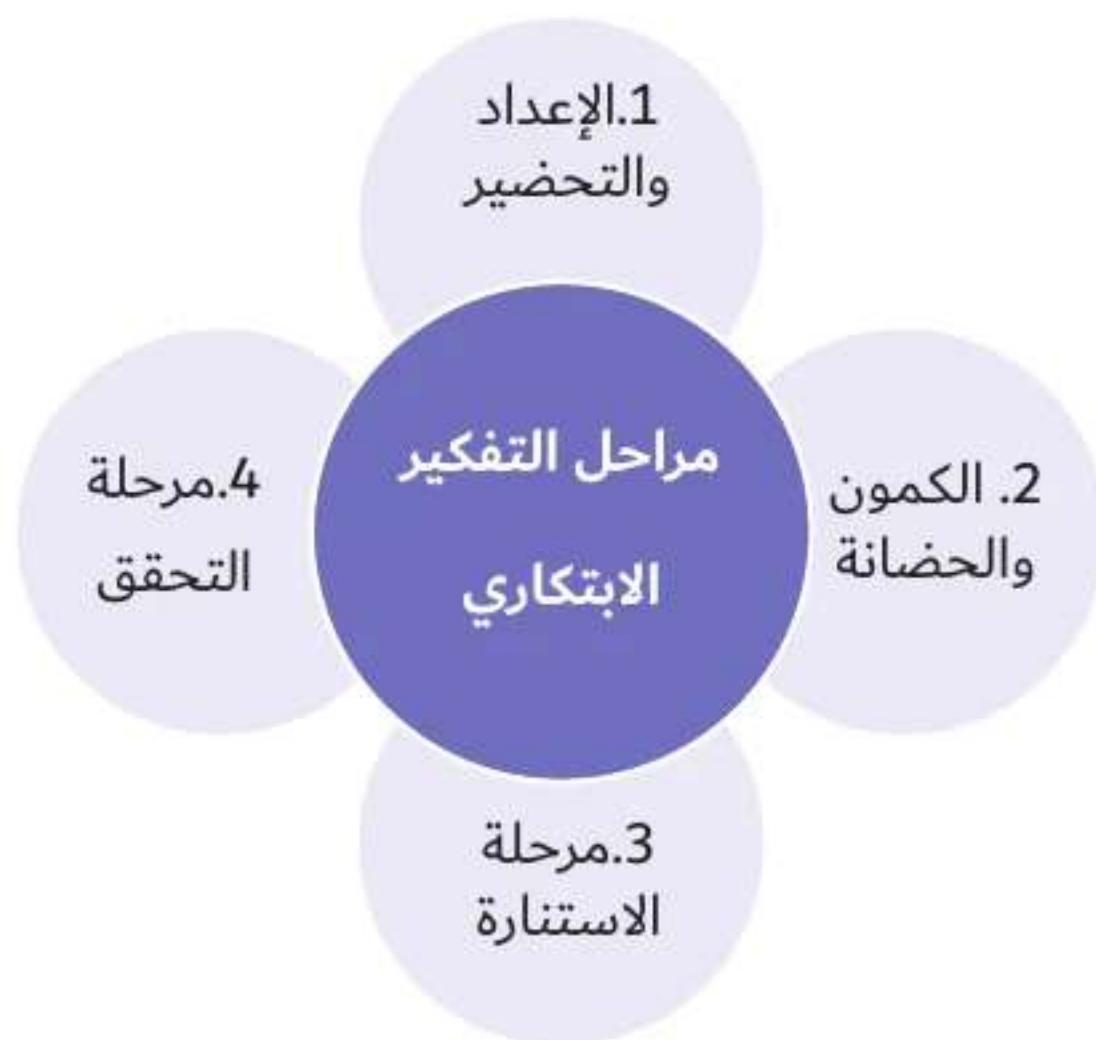 مراحل التفكير
الابتكاري
1.الإعداد
والتحضير
2. الكمون
والحضانة
3.مرحلة
الاستنارة
4.مرحلة
التحقق